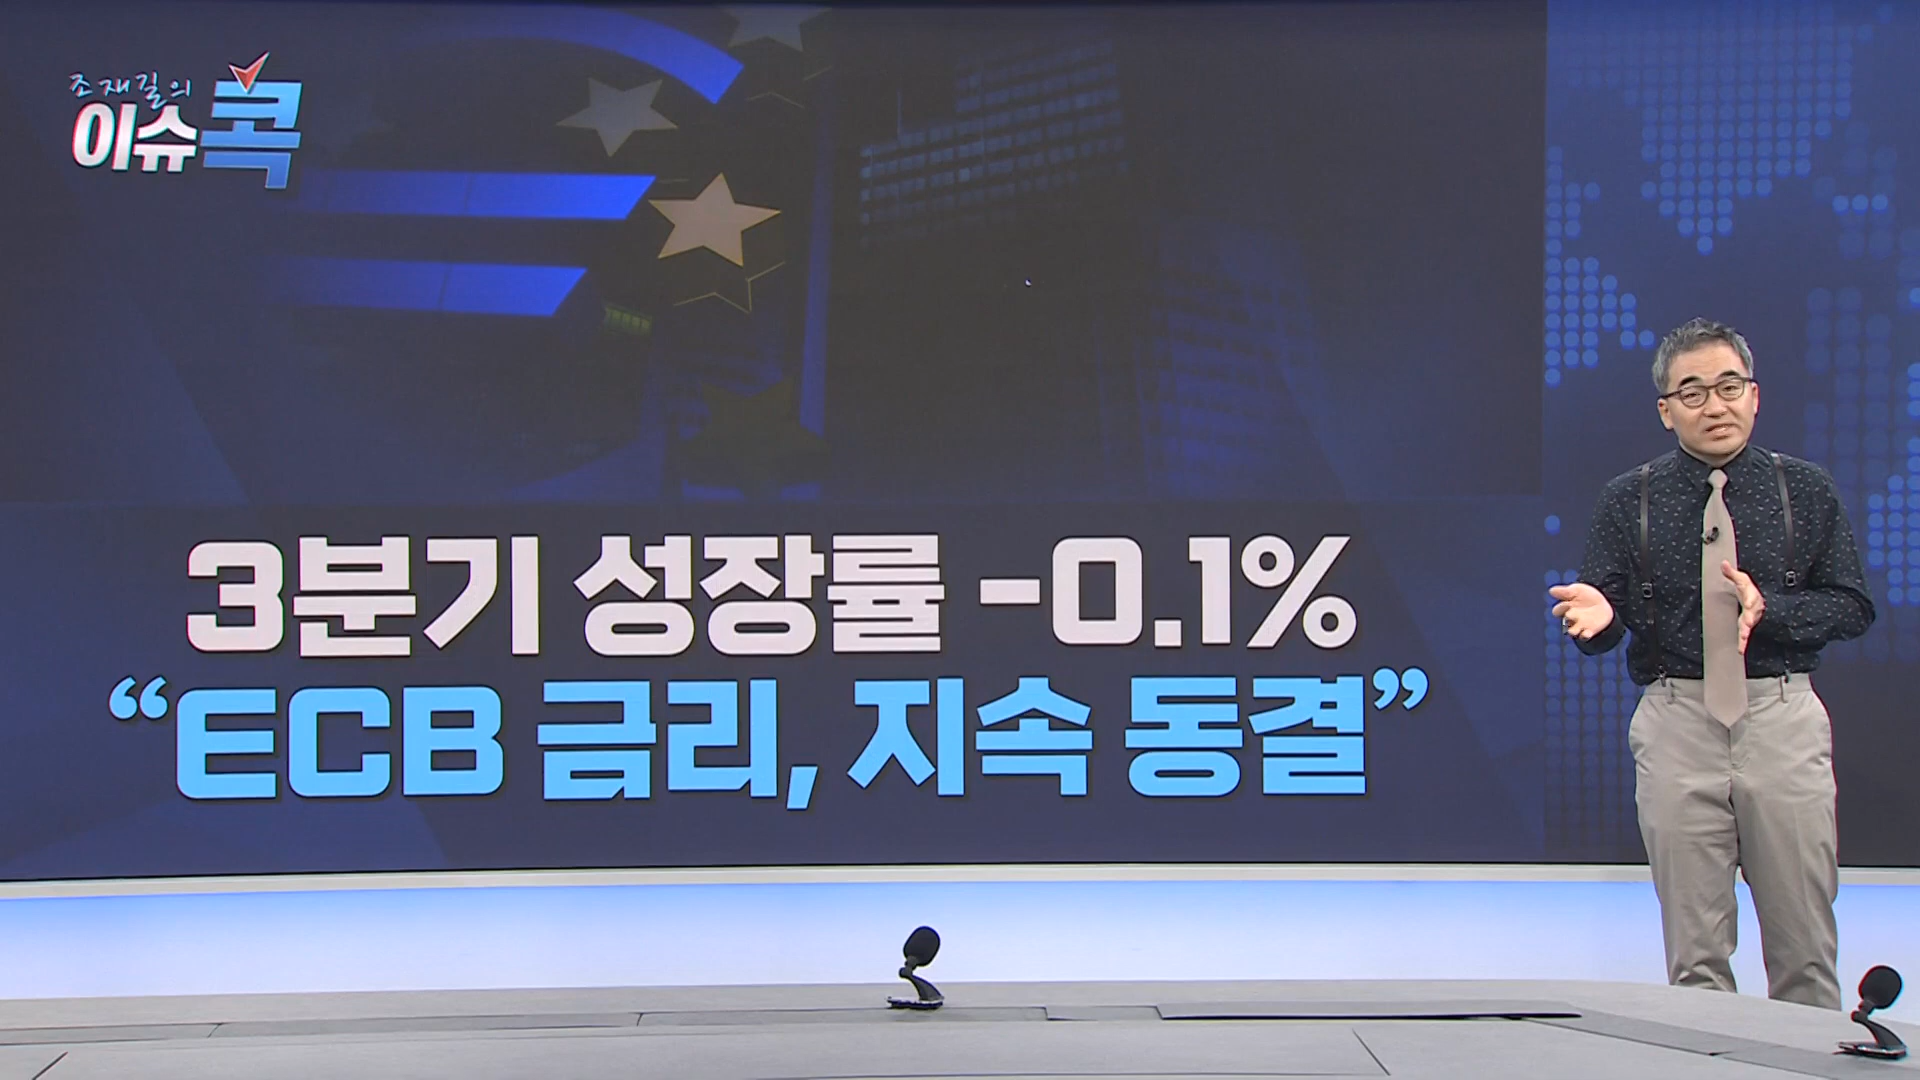 조재길의
이슈콕
3분기 성장률 -0.1%
“ECB 금리, 지속 동결”